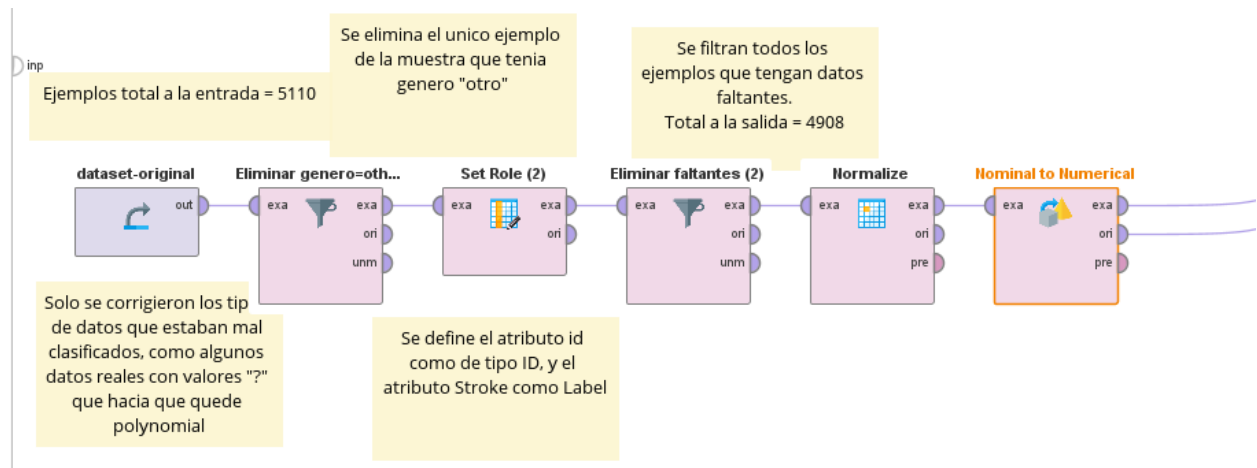 inp
Ejemplos total a la entrada = 5110
Se elimina el unico ejemplo
de la muestra que tenia
genero "otro"
Se filtran todos los
ejemplos que tengan datos
faltantes.
Total a la salida = 4908
dataset-original
out
Eliminar genero=oth...
exa
exa
ori
unm
Set Role (2)
exa
exa
ori
Eliminar faltantes (2)
exa
exa
ori
unm
Normalize
exa
exa
ori
pre
Nominal to Numerical
exa
exa
ori
pre
Solo se corrigieron los tip
de datos que estaban mal
clasificados, como algunos
datos reales con valores "?"
que hacia que quede
polynomial
Se define el atributo id
como de tipo ID, y el
atributo Stroke como Label